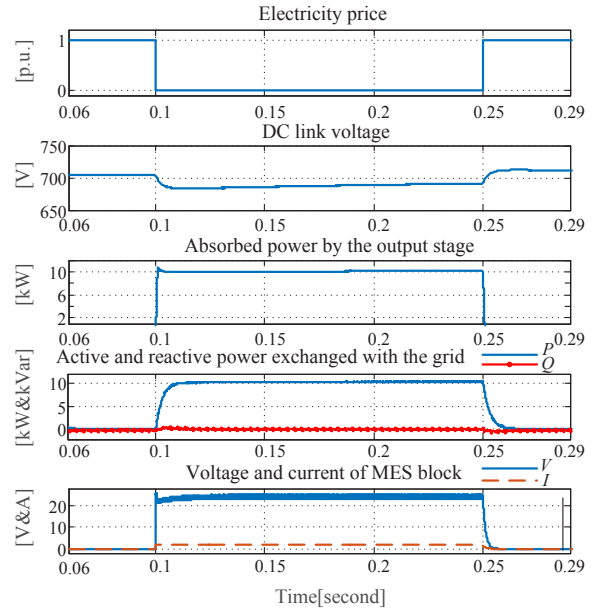 Electricity price
[p.u.]
1
0
0.06 0.1 0.15 0.2 0.25 0.29
DC link voltage
[V]
750
700
650
0.06 0.1 0.15 0.2 0.25 0.29
Absorbed power by the output stage
[kW]
10
6
2
0.06 0.1 0.15 0.2 0.25 0.29
Active and reactive power exchanged with the grid
P
Q
[kW&kVar]
10
5
0
0.06 0.1 0.15 0.2 0.25 0.29
Voltage and current of MES block
V
I
[V&A]
20
10
0
0.06 0.1 0.15 0.2 0.25 0.29
Time[second]